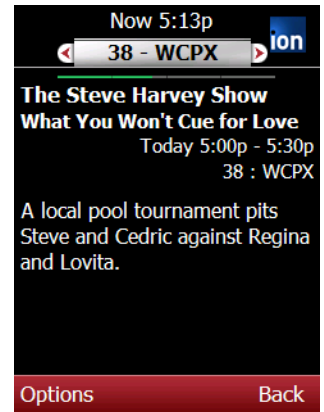 Now 5:13p
ion
38 - WCPX
The Steve Harvey Show
What You Won't Cue for Love
Today 5:00p - 5:30p
38 : WCPX
A local pool tournament pits
Steve and Cedric against Regina
and Lovita.
Options Back